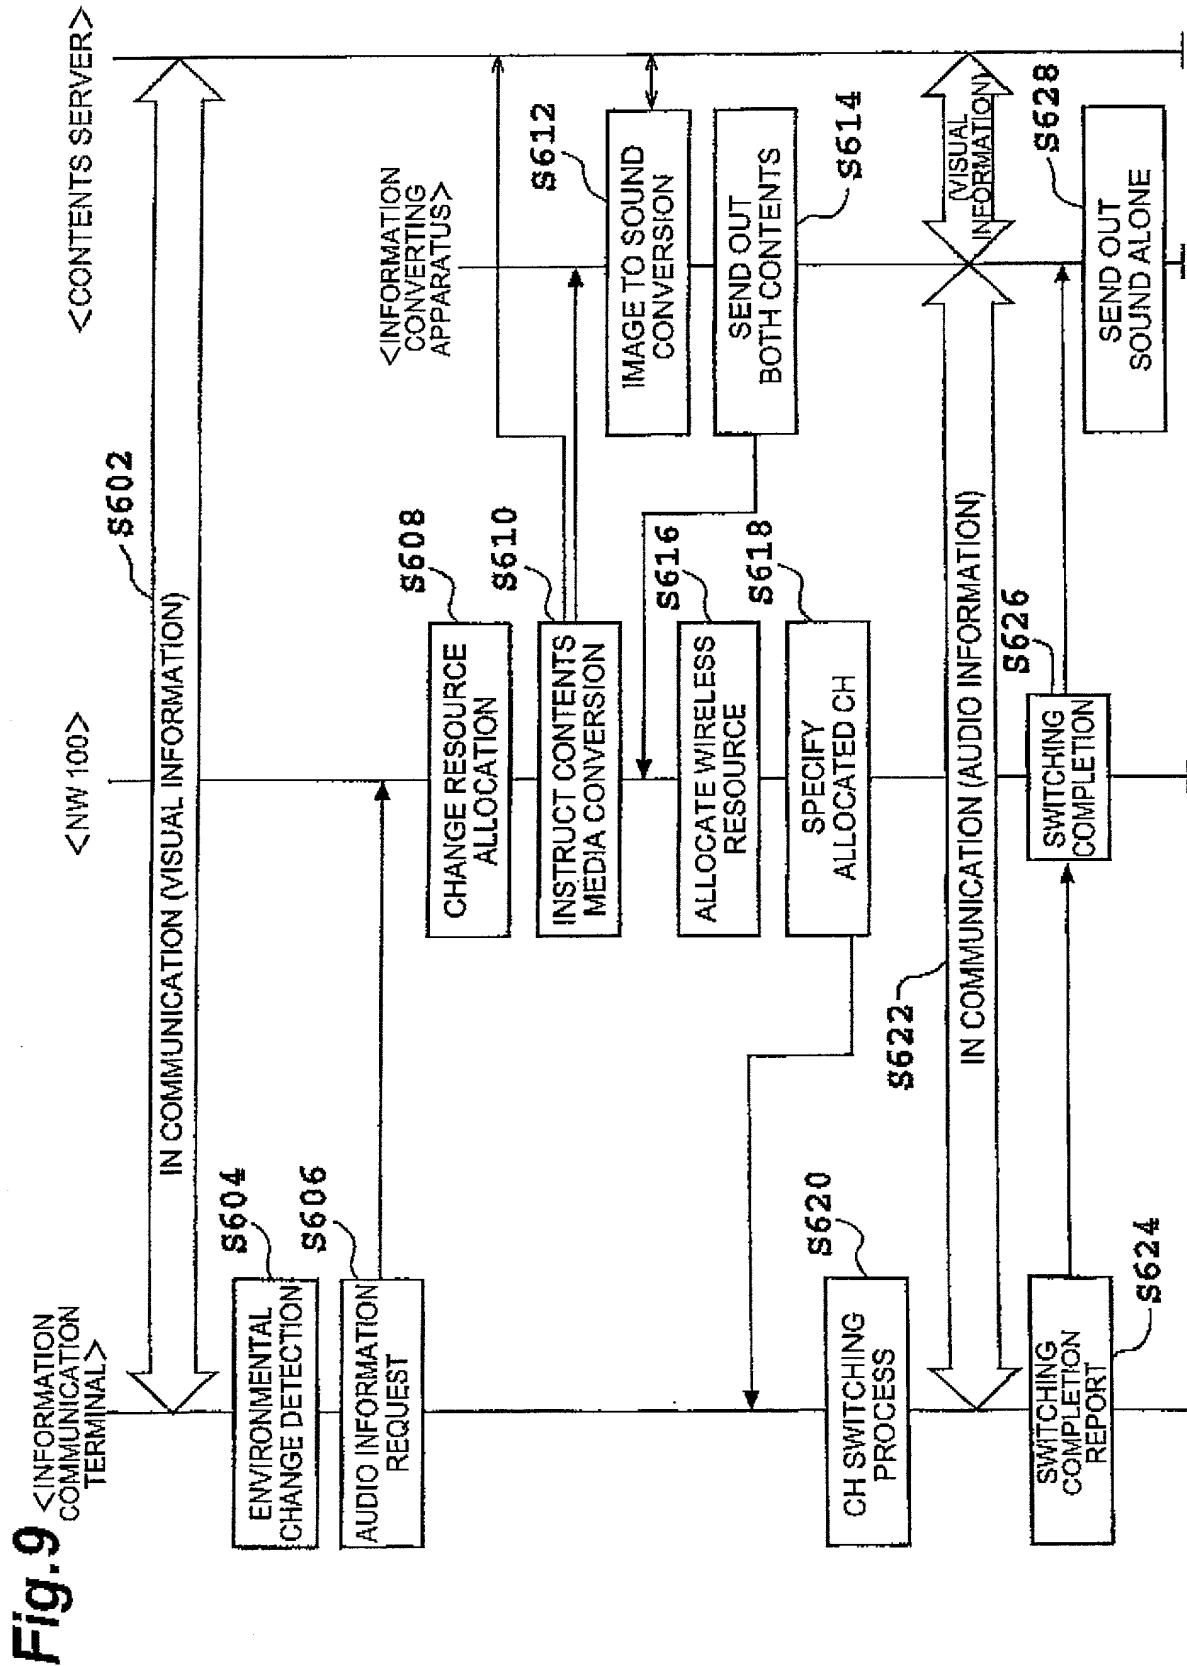 Fig.9
<INFORMATION
COMMUNICATION
TERMINAL>
<NW 100>
<CONTENTS SERVER>
S602
IN COMMUNICATION (VISUAL INFORMATION)
S604
ENVIRONMENTAL
CHANGE DETECTION
S606
AUDIO INFORMATION
REQUEST
<INFORMATION
CONVERTING
APPARATUS>
S608
CHANGE RESOURCE
ALLOCATION
S610
INSTRUCT CONTENTS
MEDIA CONVERSION
S612
IMAGE TO SOUND
CONVERSION
S614
SEND OUT
BOTH CONTENTS
S616
ALLOCATE WIRELESS
RESOURCE
S618
SPECIFY
ALLOCATED CH
S620
CH SWITCHING
PROCESS
S622
IN COMMUNICATION (AUDIO INFORMATION)
(VISUAL
INFORMATION)
S624
SWITCHING
COMPLETION
REPORT
S626
SWITCHING
COMPLETION
S628
SEND OUT
SOUND ALONE